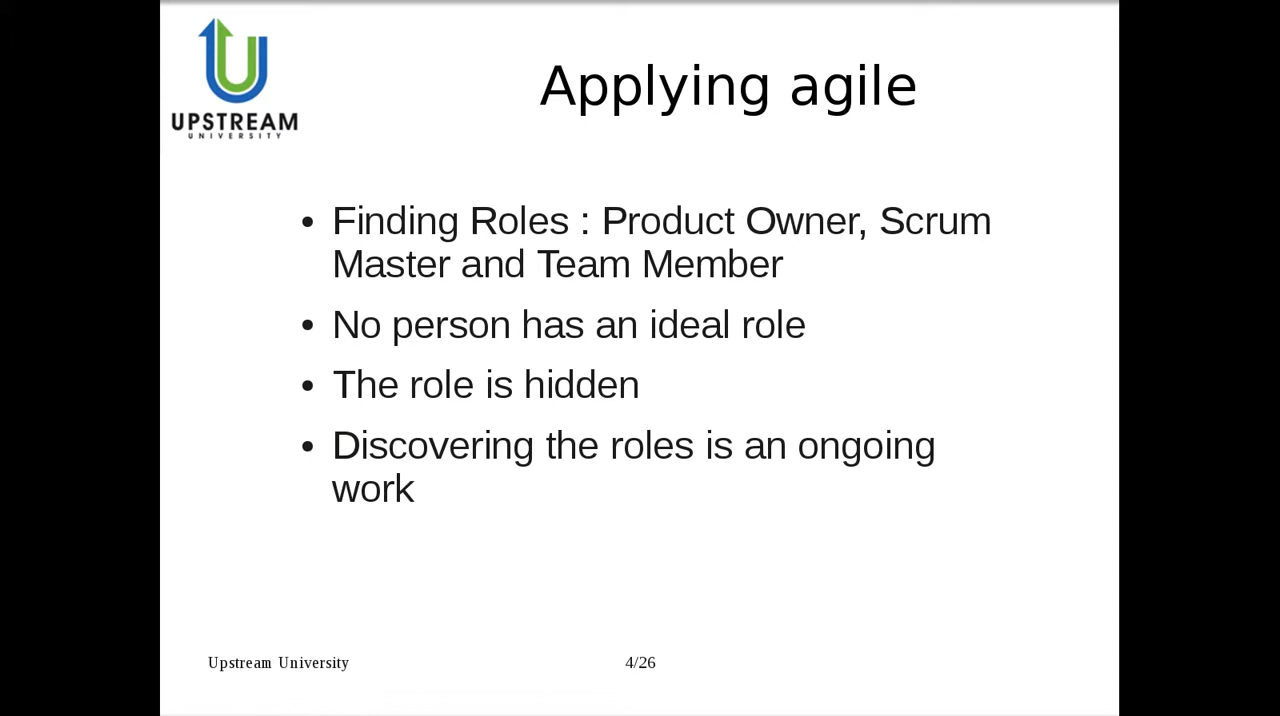 UPSTREAM
UNIVERSITY
Applying agile
• Finding Roles : Product Owner, Scrum
Master and Team Member
• No person has an ideal role
• The role is hidden
• Discovering the roles is an ongoing
work
Upstream University
4/26